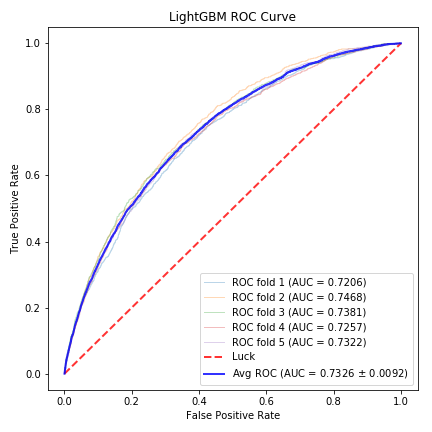 LightGBM ROC Curve
True Positive Rate
1.0
0.8
0.6
0.4
0.2
0.0
ROC fold 1 (AUC = 0.7206)
ROC fold 2 (AUC = 0.7468)
ROC fold 3 (AUC = 0.7381)
ROC fold 4 (AUC = 0.7257)
ROC fold 5 (AUC = 0.7322)
Luck
Avg ROC (AUC = 0.7326 ± 0.0092)
0.0 0.2 0.4 0.6 0.8 1.0
False Positive Rate